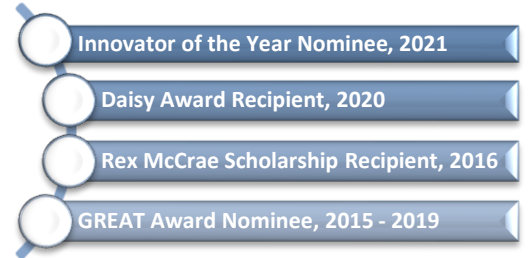 Innovator of the Year Nominee, 2021
Daisy Award Recipient, 2020
Rex McCrae Scholarship Recipient, 2016
GREAT Award Nominee, 2015 - 2019